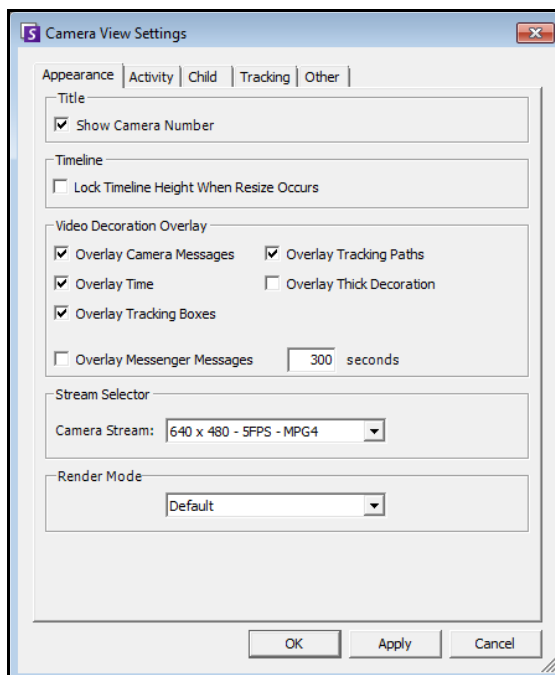 S Camera View Settings
Appearance Activity Child Tracking Other
Title
Show Camera Number
Timeline
Lock Timeline Height When Resize Occurs
Video Decoration Overlay
Overlay Camera Messages Overlay Tracking Paths
Overlay Time Overlay Thick Decoration
Overlay Tracking Boxes
Overlay Messenger Messages 300 seconds
Stream Selector
Camera Stream: 640 x 480 - 5FPS - MPG4
Render Mode
Default
OK Apply Cancel